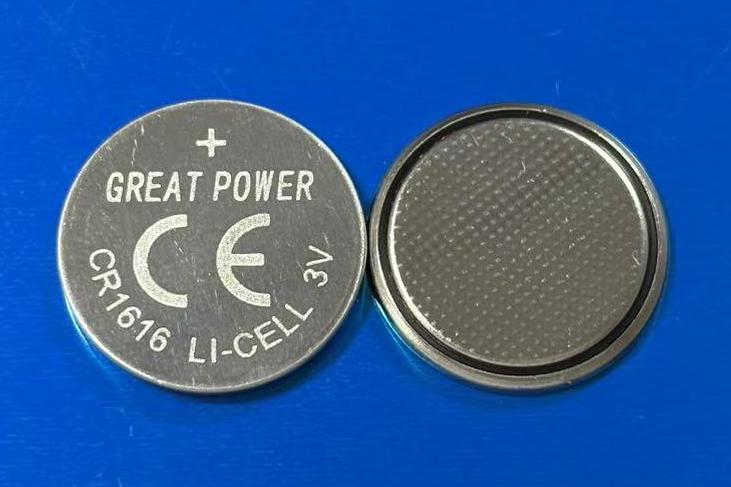 +
GREAT POWER
CE
CR1616 LI-CELL 3V